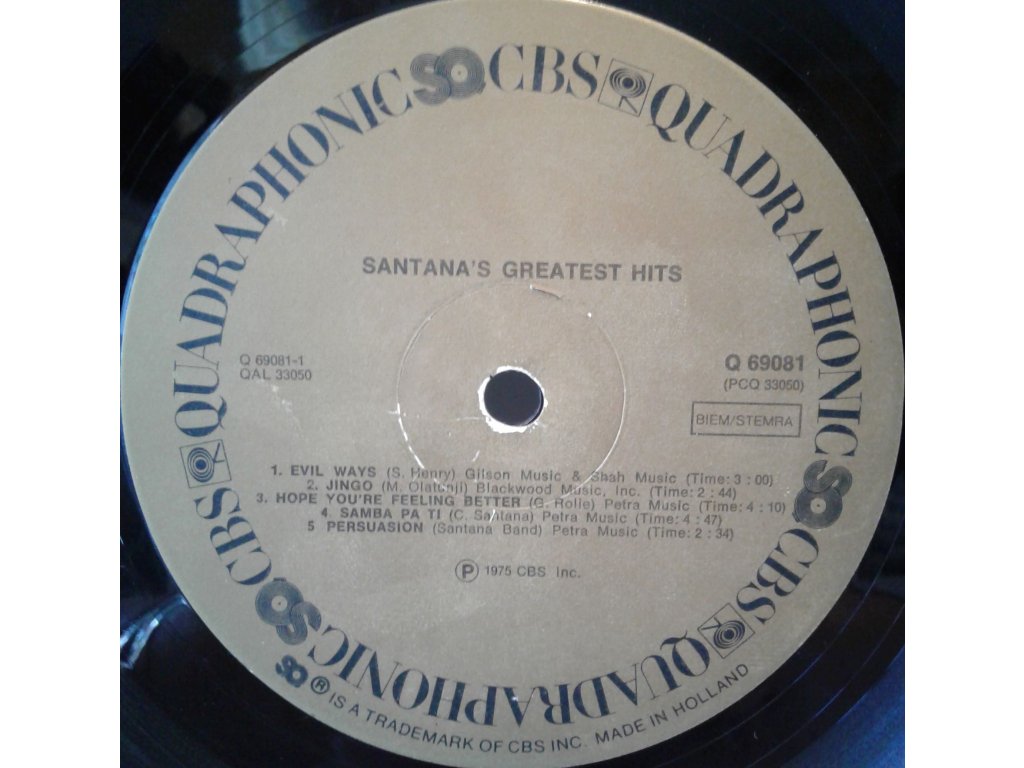 QUADRAPHONIC SQ CBS QUADRAPHONIC SQ CBS QUADRAPHONIC SQ CBS
SANTANA'S GREATEST HITS
Q 69081-1
QAL 33050
Q 69081
(PCQ 33050)
BIEM/STEMRA
1. EVIL WAYS (S. Henry) Gilson Music & Shah Music (Time: 3 : 00)
2. JINGO (M. Olatunji) Blackwood Music, Inc. (Time: 2 : 44)
3. HOPE YOU'RE FEELING BETTER (G. Rolie) Petra Music (Time: 4 : 10)
4. SAMBA PA TI (C. Santana) Petra Music (Time: 4 : 47)
5 PERSUASION (Santana Band) Petra Music (Time: 2 : 34)
Ⓟ 1975 CBS Inc.
SQ ® IS A TRADEMARK OF CBS INC. MADE IN HOLLAND